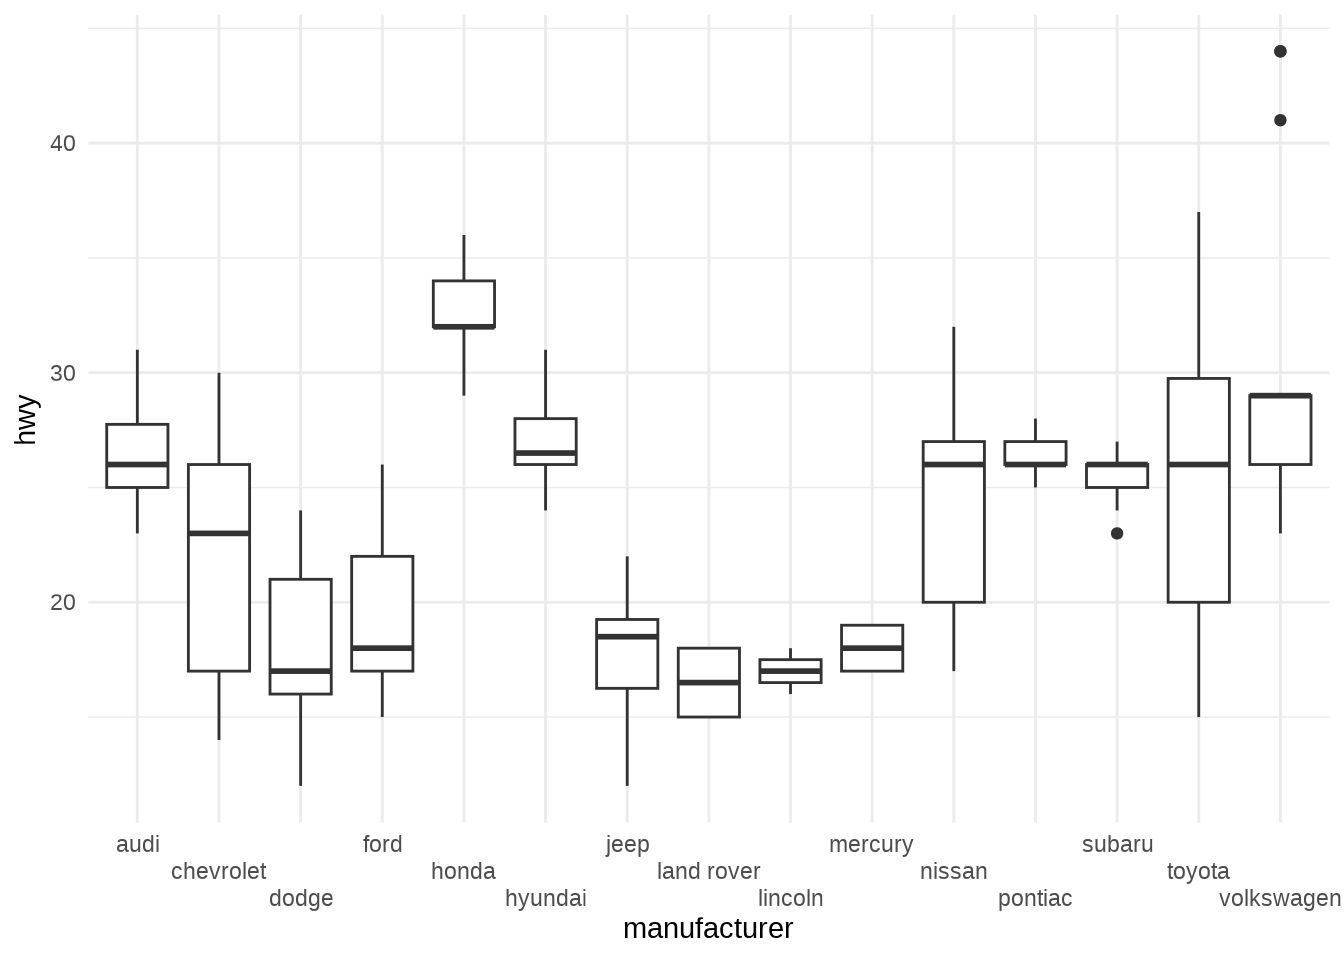 hwy
40
30
20
audi ford jeep mercury subaru
chevrolet honda land rover nissan toyota
dodge hyundai lincoln pontiac volkswagen
manufacturer